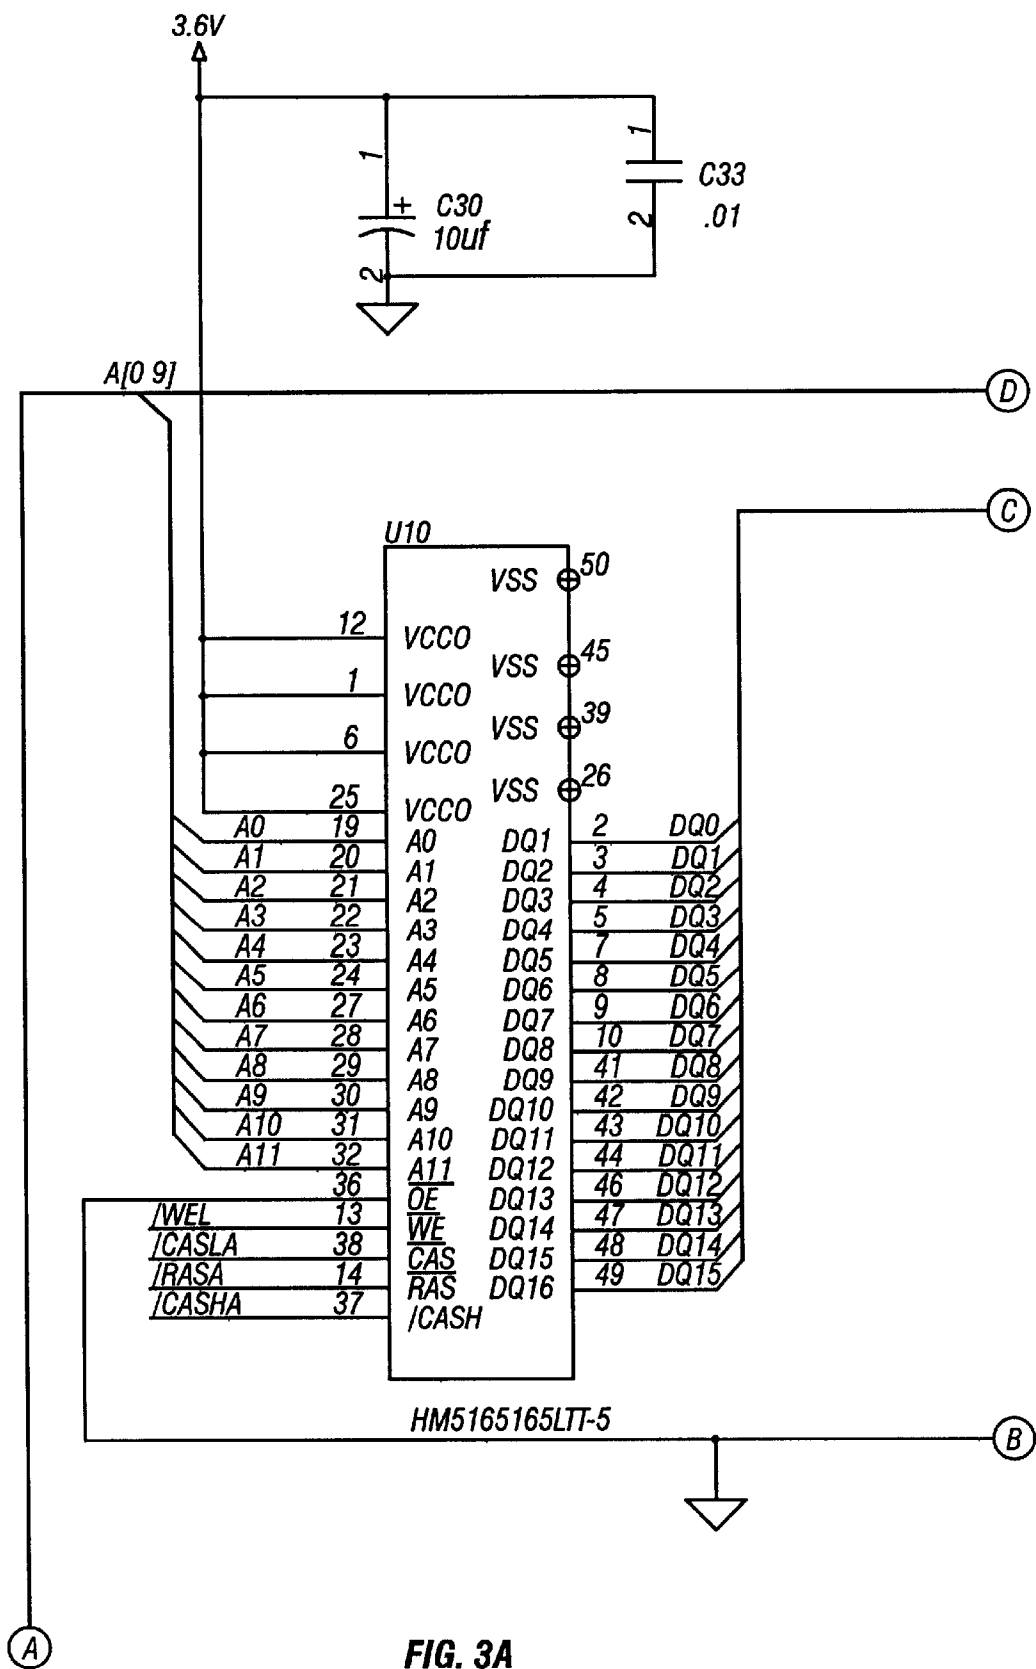 3.6V
1
1
C33
+
C30
2
.01
10uf
2
A[0 9]
D
C
U10
VSS 50
12 VCCO
VSS 45
1 VCCO
VSS 39
6 VCCO
VSS 26
25 VCCO
A0 19 A0 DQ1 2 DQ0
A1 20 A1 DQ2 3 DQ1
A2 21 A2 DQ3 4 DQ2
A3 22 A3 DQ4 5 DQ3
A4 23 A4 DQ5 7 DQ4
A5 24 A5 DQ6 8 DQ5
A6 27 A6 DQ7 9 DQ6
A7 28 A7 DQ8 10 DQ7
A8 29 A8 DQ9 41 DQ8
A9 30 A9 DQ10 42 DQ9
A10 31 A10 DQ11 43 DQ10
A11 32 A11 DQ12 44 DQ11
36 OE DQ13 46 DQ12
/WEL 13 WE DQ14 47 DQ13
/CASLA 38 CAS DQ15 48 DQ14
/RASA 14 RAS DQ16 49 DQ15
/CASHA 37 /CASH
HM5165165LTT-5
B
A
FIG. 3A